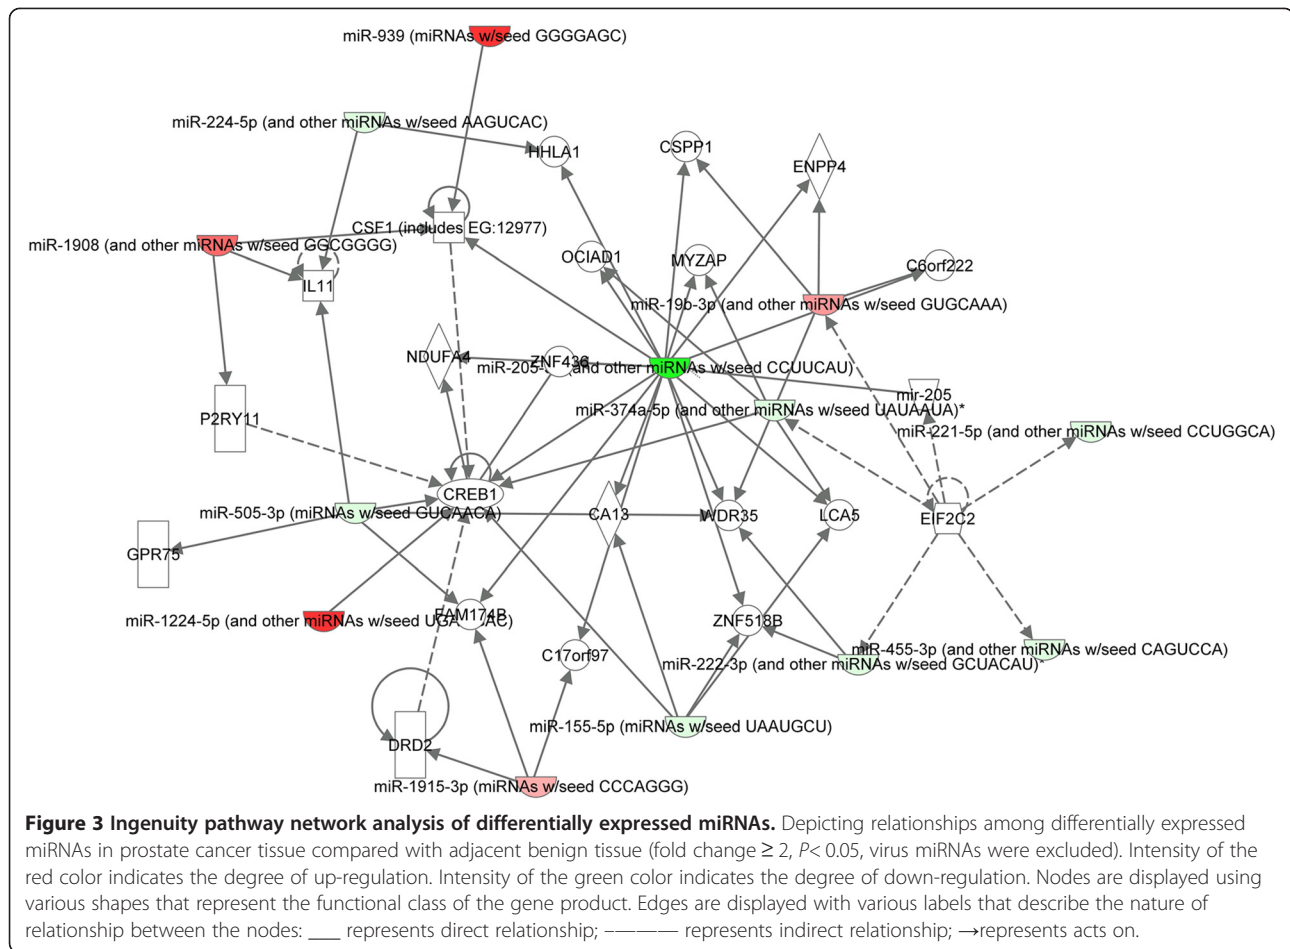 miR-939 (miRNAs w/seed GGGGAGC)
miR-224-5p (and other miRNAs w/seed AAGUCAC)
HHLA1
CSPP1
ENPP4
CSF1 (includes EG:12977)
miR-1908 (and other miRNAs w/seed GGCGGGG)
OCIAD1
MYZAP
C6orf222
IL11
miR-19b-3p (and other miRNAs w/seed GUGCAAA)
NDUFA4
ZNF436
miR-205- (and other miRNAs w/seed CCUUCAU)
mir-205
miR-374a-5p (and other miRNAs w/seed UAUAAUA)*
P2RY11
miR-221-5p (and other miRNAs w/seed CCUGGCA)
CREB1
miR-505-3p (miRNAs w/seed GUCAACA)
CA13
WDR35
LCA5
EIF2C2
GPR75
FAM174B
miR-1224-5p (and other miRNAs w/seed
ZNF518B
C17orf97
miR-455-3p (and other miRNAs w/seed CAGUCCA)
miR-222-3p (and other miRNAs w/seed GCUACAU)*
miR-155-5p (miRNAs w/seed UAAUGCU)
DRD2
miR-1915-3p (miRNAs w/seed CCCAGGG)
Figure 3 Ingenuity pathway network analysis of differentially expressed miRNAs. Depicting relationships among differentially expressed
miRNAs in prostate cancer tissue compared with adjacent benign tissue (fold change ≥ 2, P< 0.05, virus miRNAs were excluded). Intensity of the
red color indicates the degree of up-regulation. Intensity of the green color indicates the degree of down-regulation. Nodes are displayed using
various shapes that represent the functional class of the gene product. Edges are displayed with various labels that describe the nature of
relationship between the nodes: ___ represents direct relationship; –———– represents indirect relationship; →represents acts on.